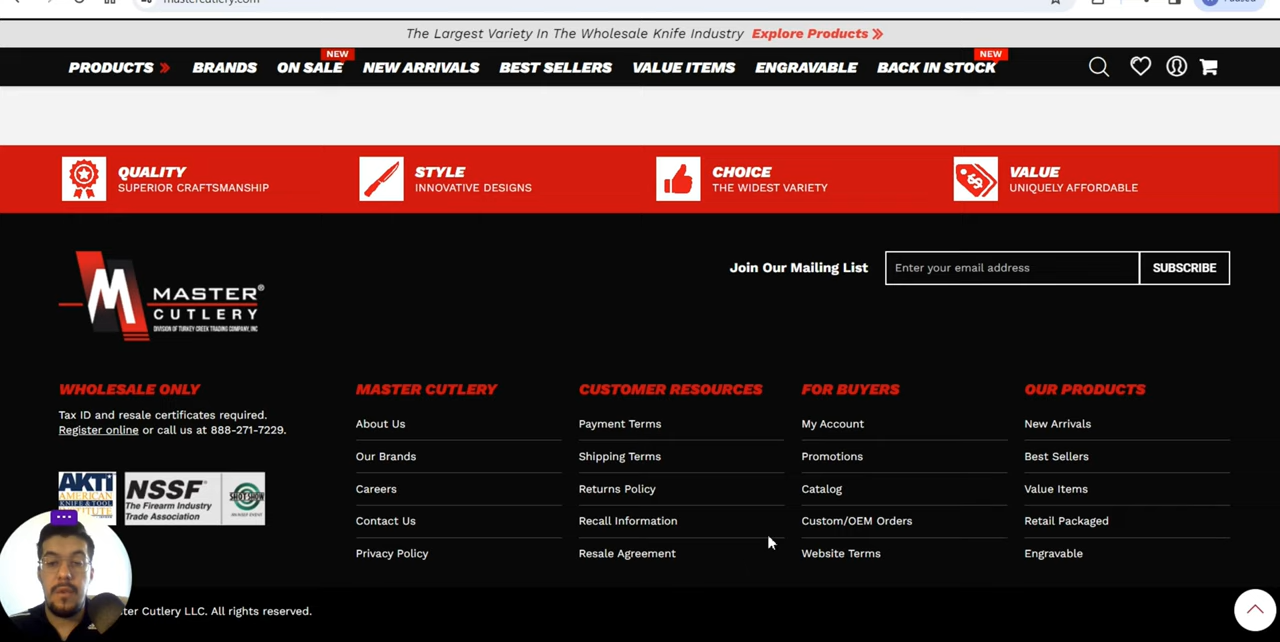 mastercutlery.com
Paused
The Largest Variety In The Wholesale Knife Industry Explore Products
NEW
NEW
PRODUCTS BRANDS ON SALE NEW ARRIVALS BEST SELLERS VALUE ITEMS ENGRAVABLE BACK IN STOCK
QUALITY
SUPERIOR CRAFTSMANSHIP
STYLE
INNOVATIVE DESIGNS
CHOICE
THE WIDEST VARIETY
VALUE
UNIQUELY AFFORDABLE
M MASTER®
CUTLERY
DIVISION OF TURKEY CREEK TRADING COMPANY, INC
Join Our Mailing List
Enter your email address
SUBSCRIBE
WHOLESALE ONLY
Tax ID and resale certificates required.
Register online or call us at 888-271-7229.
AKTI
AMERICAN
KNIFE & TOOL
INSTITUTE
NSSF®
The Firearm Industry
Trade Association
SHOT SHOW
MASTER CUTLERY
About Us
Our Brands
Careers
Contact Us
Privacy Policy
CUSTOMER RESOURCES
Payment Terms
Shipping Terms
Returns Policy
Recall Information
Resale Agreement
FOR BUYERS
My Account
Promotions
Catalog
Custom/OEM Orders
Website Terms
OUR PRODUCTS
New Arrivals
Best Sellers
Value Items
Retail Packaged
Engravable
ter Cutlery LLC. All rights reserved.